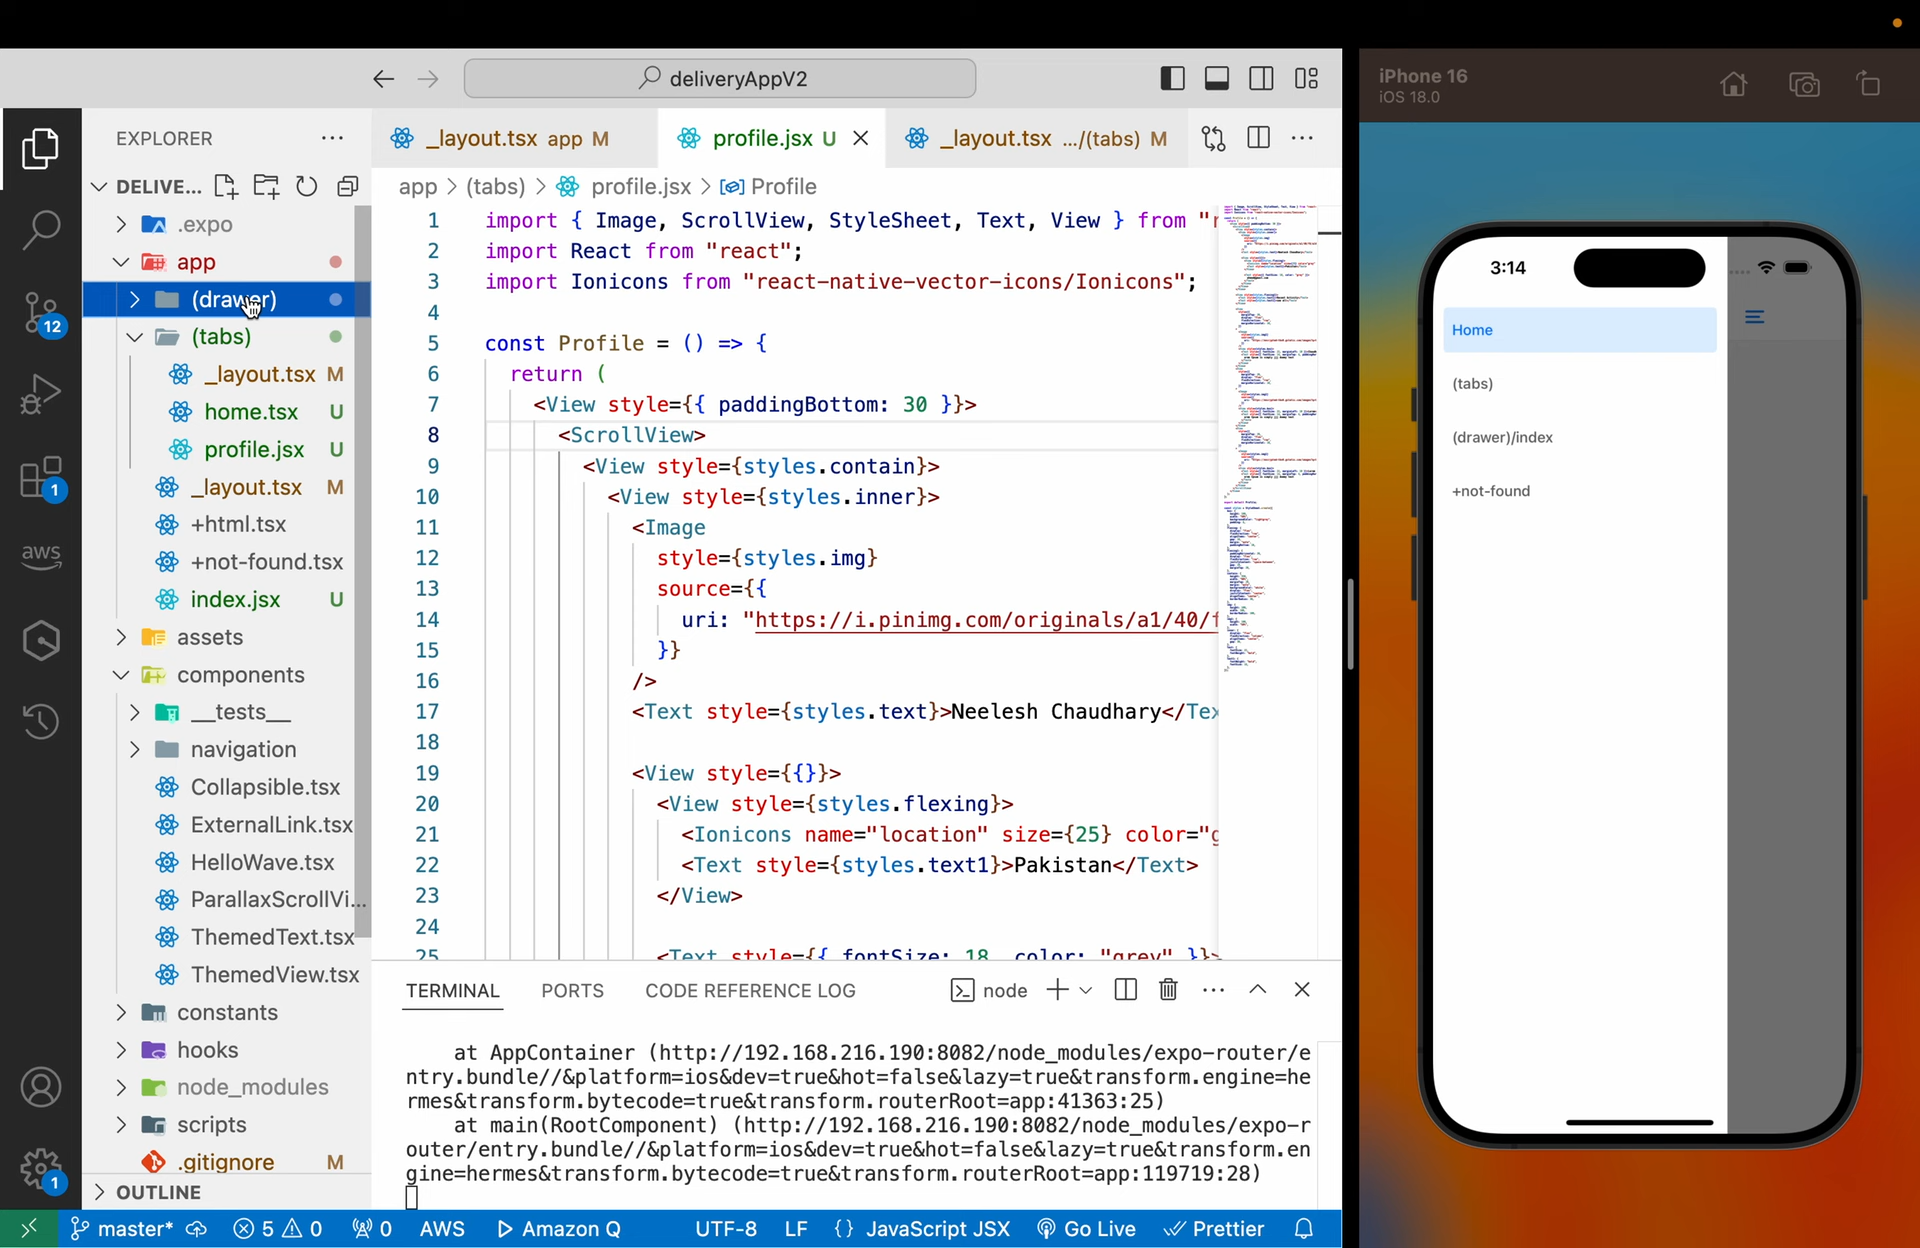 deliveryAppV2
iPhone 16
iOS 18.0
EXPLORER
_layout.tsx app M
profile.jsx U
_layout.tsx .../(tabs) M
DELIVE...
app > (tabs) > profile.jsx > Profile
.expo
app
(drawer)
(tabs)
_layout.tsx M
home.tsx U
profile.jsx U
_layout.tsx M
+html.tsx
+not-found.tsx
index.jsx U
assets
components
__tests__
navigation
Collapsible.tsx
ExternalLink.tsx
HelloWave.tsx
ParallaxScrollVi...
ThemedText.tsx
ThemedView.tsx
constants
hooks
node_modules
scripts
.gitignore M
OUTLINE
12
1
aws
1
1 import { Image, ScrollView, StyleSheet, Text, View } from "r
2 import React from "react";
3 import Ionicons from "react-native-vector-icons/Ionicons";
4
5 const Profile = () => {
6 return (
7 <View style={{ paddingBottom: 30 }}>
8 <ScrollView>
9 <View style={styles.contain}>
10 <View style={styles.inner}>
11 <Image
12 style={styles.img}
13 source={{
14 uri: "https://i.pinimg.com/originals/a1/40/f
15 }}
16 />
17 <Text style={styles.text}>Neelesh Chaudhary</Tex
18
19 <View style={{}}>
20 <View style={styles.flexing}>
21 <Ionicons name="location" size={25} color="g
22 <Text style={styles.text1}>Pakistan</Text>
23 </View>
24
25 <Text style={{ fontSize: 18, color: "grey" }}>
TERMINAL PORTS CODE REFERENCE LOG node
at AppContainer (http://192.168.216.190:8082/node_modules/expo-router/e
ntry.bundle//&platform=ios&dev=true&hot=false&lazy=true&transform.engine=he
rmes&transform.bytecode=true&transform.routerRoot=app:41363:25)
at main(RootComponent) (http://192.168.216.190:8082/node_modules/expo-r
outer/entry.bundle//&platform=ios&dev=true&hot=false&lazy=true&transform.en
gine=hermes&transform.bytecode=true&transform.routerRoot=app:119719:28)
master* 5 0 0 AWS Amazon Q UTF-8 LF {} JavaScript JSX Go Live Prettier
3:14
Home
(tabs)
(drawer)/index
+not-found